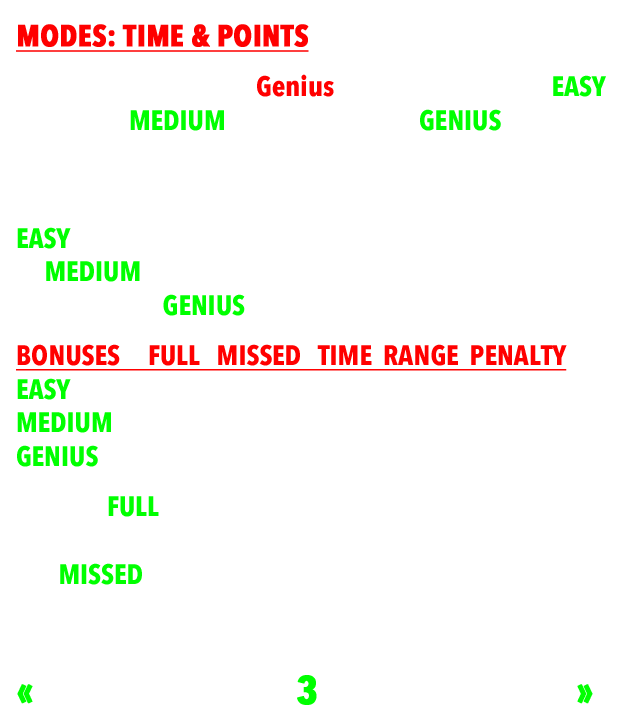 MODES: TIME & POINTS
Genius EASY
MEDIUM GENIUS
EASY
MEDIUM
GENIUS
BONUSES FULL MISSED TIME RANGE PENALTY
EASY
MEDIUM
GENIUS
FULL
MISSED
« 3 »